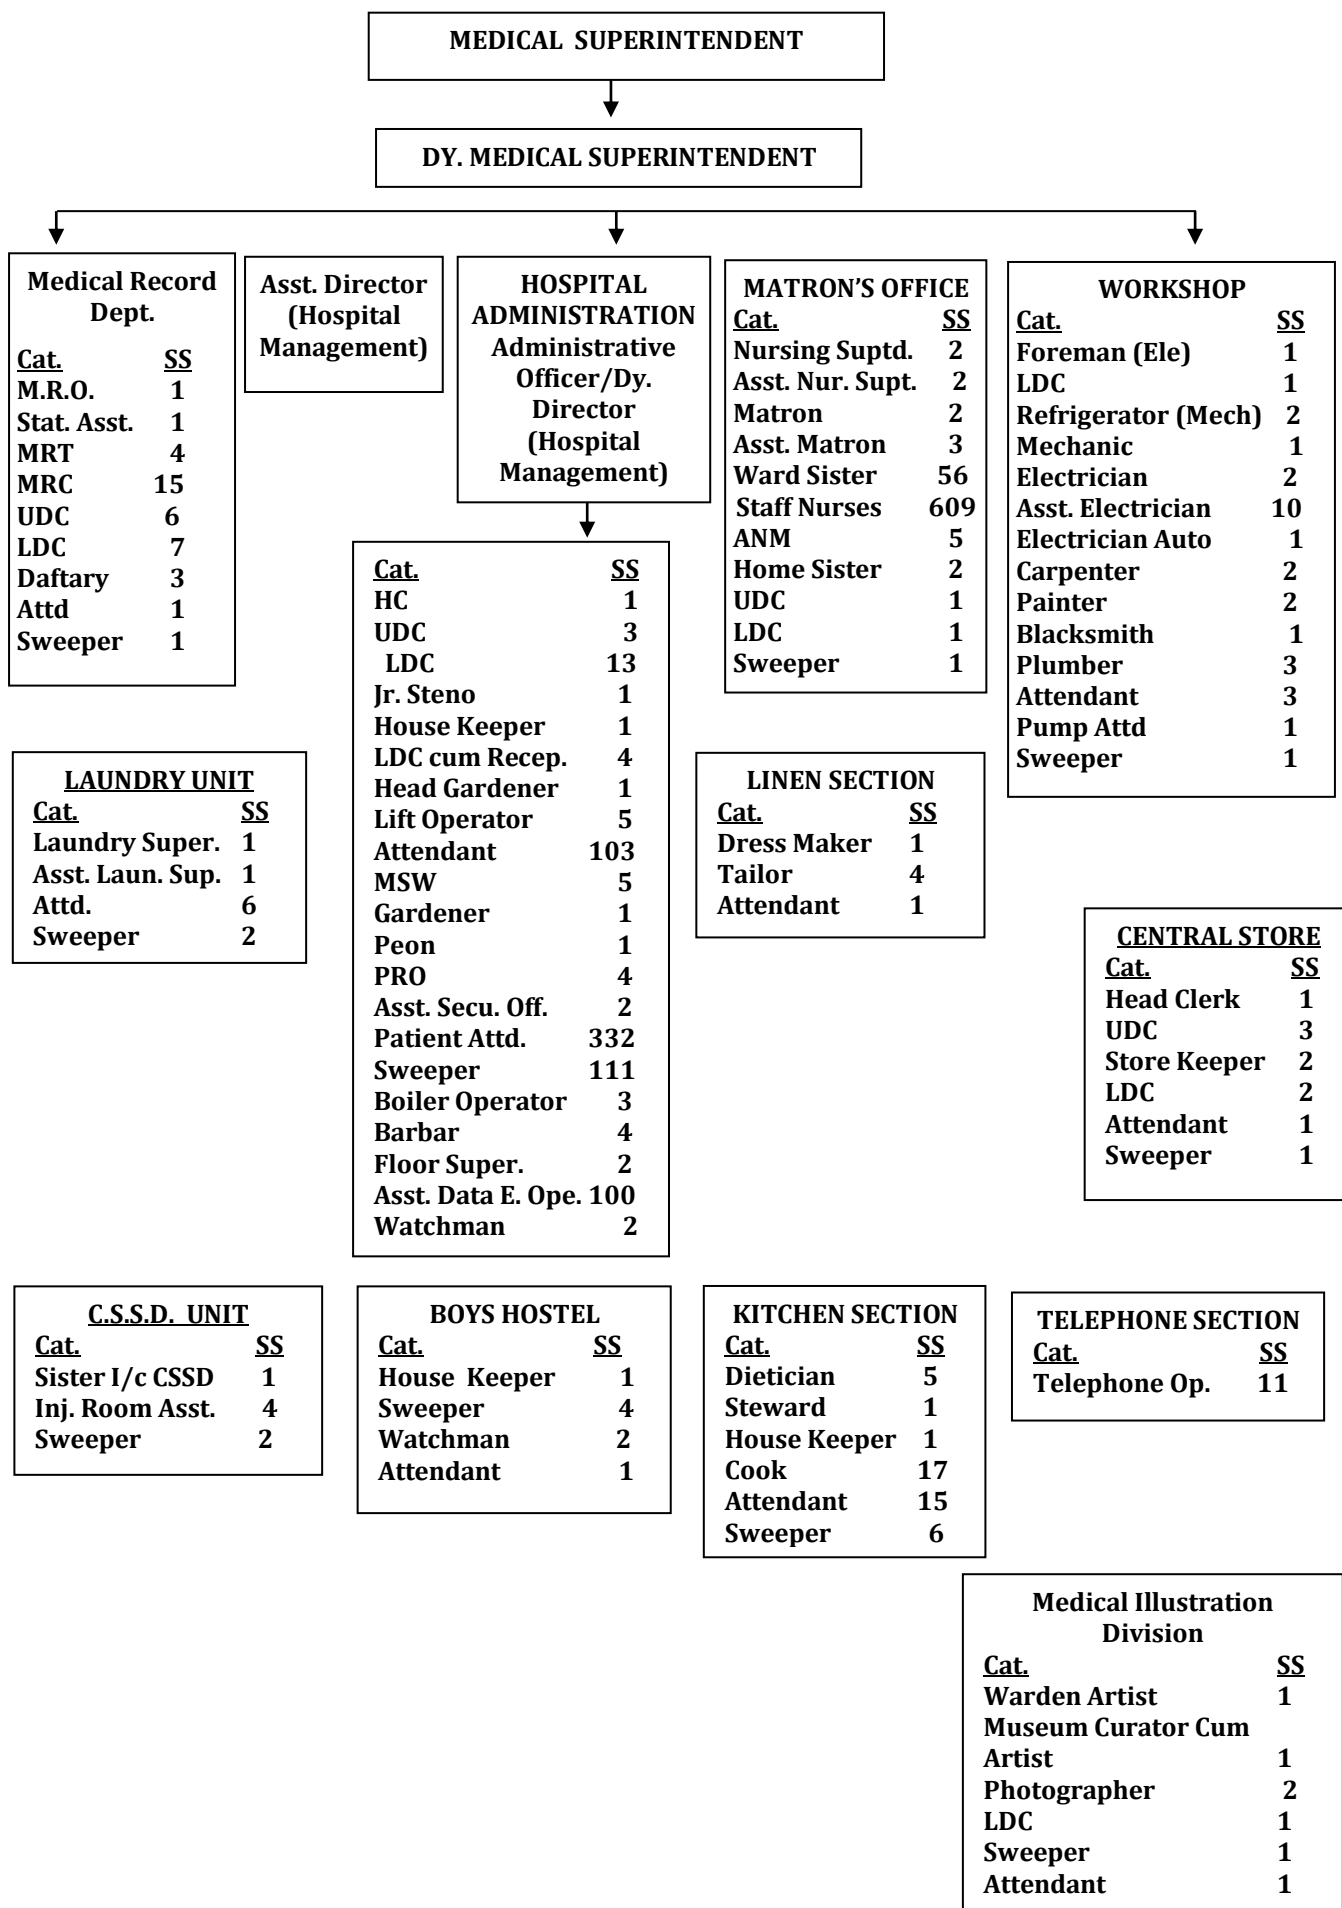 MEDICAL SUPERINTENDENT
DY. MEDICAL SUPERINTENDENT
Medical Record
Dept.
Cat. SS
M.R.O. 1
Stat. Asst. 1
MRT 4
MRC 15
UDC 6
LDC 7
Daftary 3
Attd 1
Sweeper 1
Asst. Director
(Hospital
Management)
HOSPITAL
ADMINISTRATION
Administrative
Officer/Dy.
Director
(Hospital
Management)
Cat. SS
HC 1
UDC 3
LDC 13
Jr. Steno 1
House Keeper 1
LDC cum Recep. 4
Head Gardener 1
Lift Operator 5
Attendant 103
MSW 5
Gardener 1
Peon 1
PRO 4
Asst. Secu. Off. 2
Patient Attd. 332
Sweeper 111
Boiler Operator 3
Barbar 4
Floor Super. 2
Asst. Data E. Ope. 100
Watchman 2
MATRON'S OFFICE
Cat. SS
Nursing Suptd. 2
Asst. Nur. Supt. 2
Matron 2
Asst. Matron 3
Ward Sister 56
Staff Nurses 609
ANM 5
Home Sister 2
UDC 1
LDC 1
Sweeper 1
WORKSHOP
Cat. SS
Foreman (Ele) 1
LDC 1
Refrigerator (Mech) 2
Mechanic 1
Electrician 2
Asst. Electrician 10
Electrician Auto 1
Carpenter 2
Painter 2
Blacksmith 1
Plumber 3
Attendant 3
Pump Attd 1
Sweeper 1
LAUNDRY UNIT
Cat. SS
Laundry Super. 1
Asst. Laun. Sup. 1
Attd. 6
Sweeper 2
LINEN SECTION
Cat. SS
Dress Maker 1
Tailor 4
Attendant 1
CENTRAL STORE
Cat. SS
Head Clerk 1
UDC 3
Store Keeper 2
LDC 2
Attendant 1
Sweeper 1
C.S.S.D. UNIT
Cat. SS
Sister I/c CSSD 1
Inj. Room Asst. 4
Sweeper 2
BOYS HOSTEL
Cat. SS
House Keeper 1
Sweeper 4
Watchman 2
Attendant 1
KITCHEN SECTION
Cat. SS
Dietician 5
Steward 1
House Keeper 1
Cook 17
Attendant 15
Sweeper 6
TELEPHONE SECTION
Cat. SS
Telephone Op. 11
Medical Illustration
Division
Cat. SS
Warden Artist 1
Museum Curator Cum
Artist 1
Photographer 2
LDC 1
Sweeper 1
Attendant 1